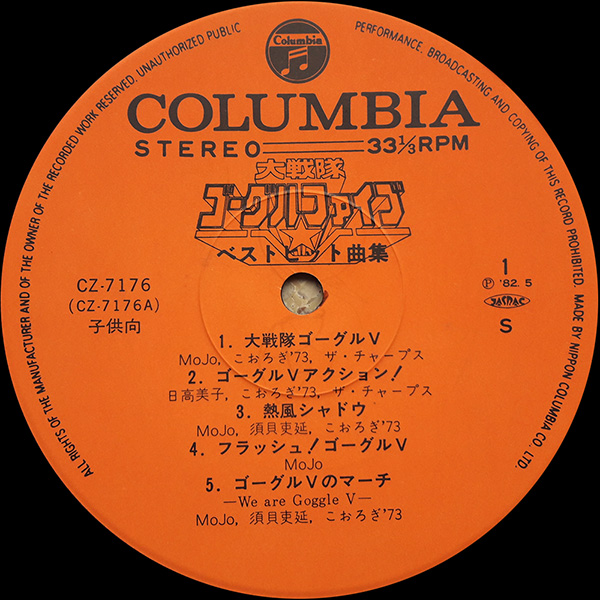 ALL RIGHTS OF THE MANUFACTURER AND OF THE OWNER OF THE RECORDED WORK RESERVED. UNAUTHORIZED PUBLIC PERFORMANCE, BROADCASTING AND COPYING OF THIS RECORD PROHIBITED. MADE BY NIPPON COLUMBIA CO. LTD.
Columbia
COLUMBIA
STEREO 33⅓RPM
大戦隊
ゴーグルファイブ
ベストヒット曲集
CZ-7176
(CZ-7176A)
子供向
1
Ⓟ '82. 5
JASRAC
S
1. 大戦隊ゴーグルV
MoJo, こおろぎ'73, ザ・チャープス
2. ゴーグルVアクション!
日高美子, こおろぎ'73, ザ・チャープス
3. 熱風シャドウ
MoJo, 須貝吏延, こおろぎ'73
4. フラッシュ!ゴーグルV
MoJo
5. ゴーグルVのマーチ
—We are Goggle V—
MoJo, 須貝吏延, こおろぎ'73